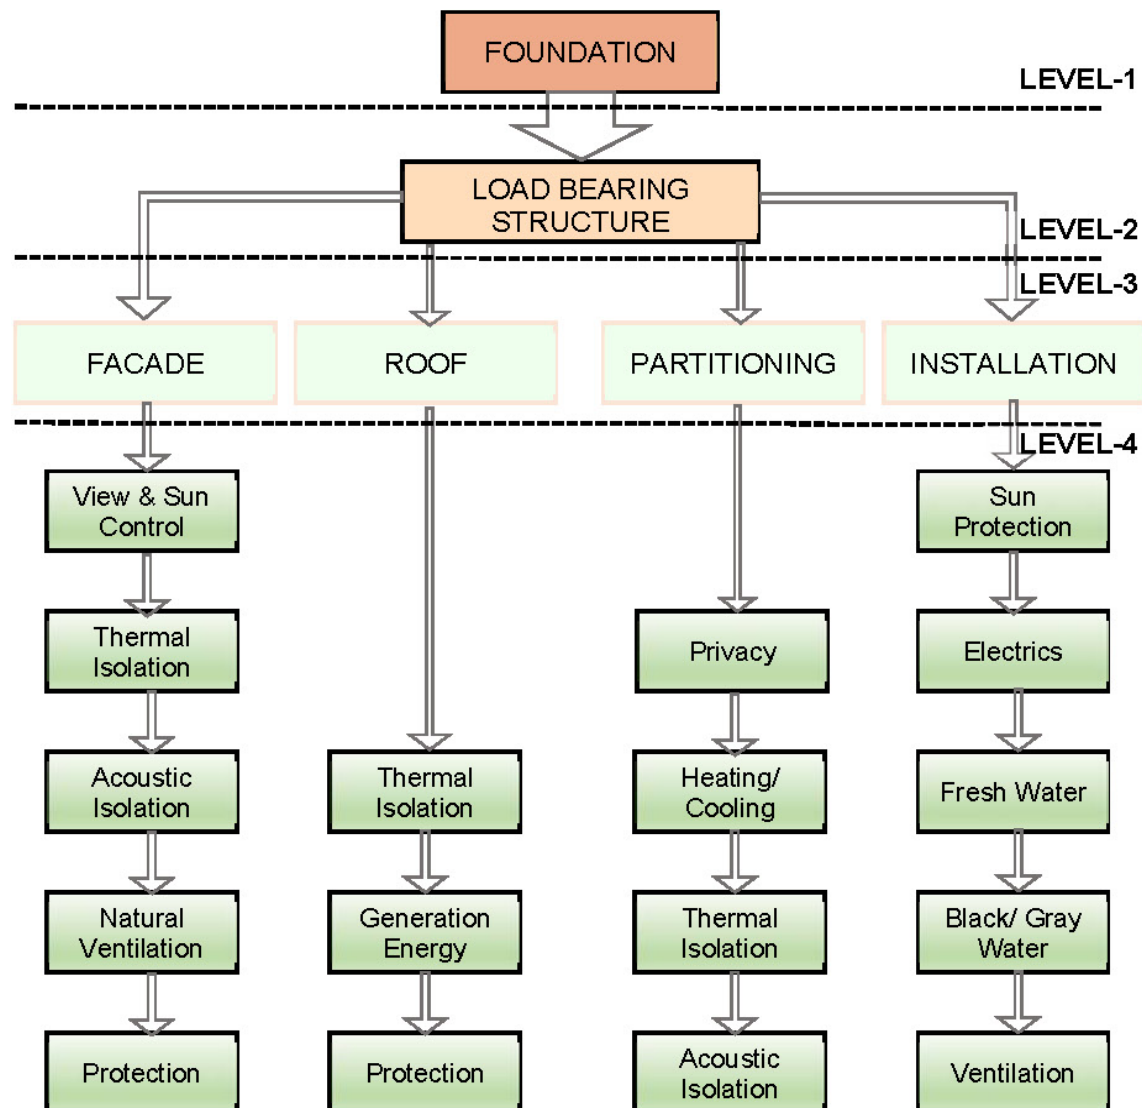 FOUNDATION
LEVEL-1
LOAD BEARING
STRUCTURE
LEVEL-2
LEVEL-3
FACADE
ROOF
PARTITIONING
INSTALLATION
LEVEL-4
View & Sun
Control
Sun
Protection
Thermal
Isolation
Privacy
Electrics
Acoustic
Isolation
Thermal
Isolation
Heating/
Cooling
Fresh Water
Natural
Ventilation
Generation
Energy
Thermal
Isolation
Black/ Gray
Water
Protection
Protection
Acoustic
Isolation
Ventilation